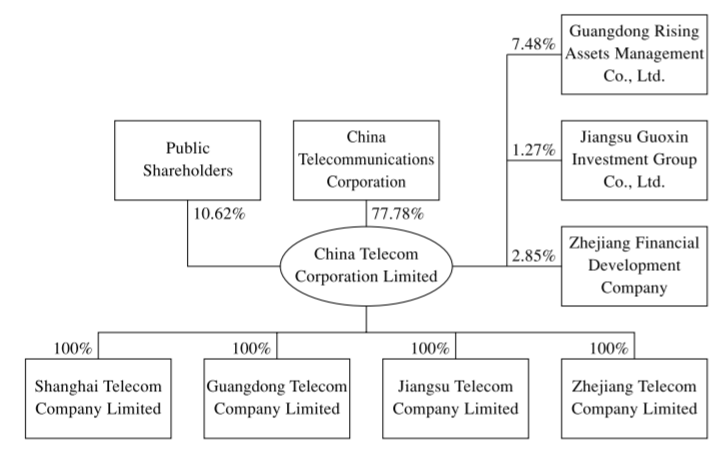 Guangdong Rising
Assets Management
Co., Ltd.
7.48%
Jiangsu Guoxin
Investment Group
Co., Ltd.
1.27%
Public
Shareholders
China
Telecommunications
Corporation
10.62%
77.78%
Zhejiang Financial
Development
Company
2.85%
China Telecom
Corporation Limited
100%
Shanghai Telecom
Company Limited
100%
Guangdong Telecom
Company Limited
100%
Jiangsu Telecom
Company Limited
100%
Zhejiang Telecom
Company Limited